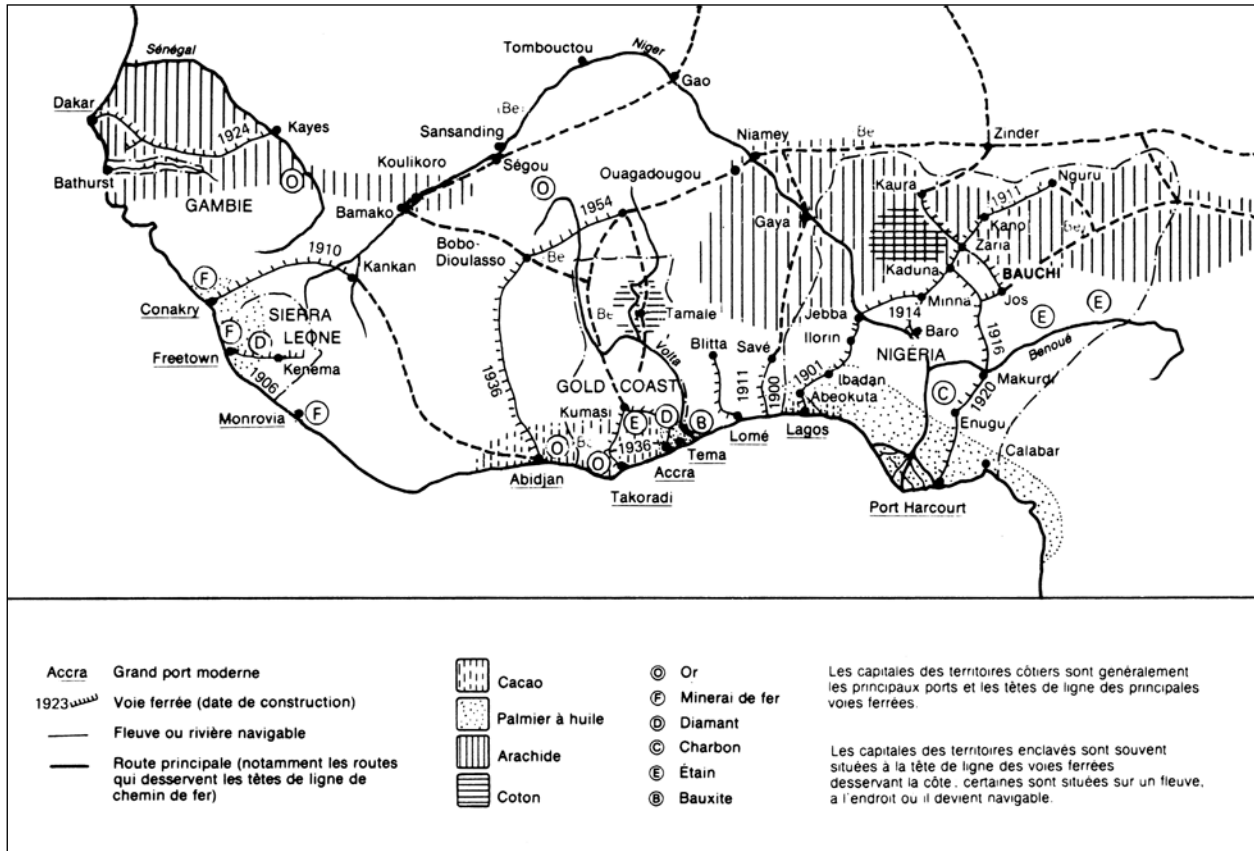 Sénégal
Tombouctou
Niger
Gao
Dakar
1924
Kayes
Sansanding
(Be)
Niamey
Be
Zinder
Koulikoro
Ségou
Bathurst
O
GAMBIE
O
Ouagadougou
Kaura
1911
Nguru
Bamako
1954
Gaya
Kano
Be
1910
Bobo-
Dioulasso
Be
Zaria
F
Kankan
Kaduna
BAUCHI
Conakry
SIERRA
LEONE
Be
Tamale
Jebba
Minna
Jos
E
E
F
D
1914
Baro
Freetown
Kenema
Blitta
Savé
Ilorin
NIGÉRIA
1916
Benoué
1906
1936
Volta
GOLD COAST
1911
1900
1901
Ibadan
Makurdi
Monrovia
F
Kumasi
E
D
B
Abeokuta
C
1920
Enugu
O
Be
1936
Tema
Lomé
Lagos
Calabar
Abidjan
O
Accra
Takoradi
Port Harcourt
Accra Grand port moderne
1923 Voie ferrée (date de construction)
Fleuve ou rivière navigable
Route principale (notamment les routes
qui desservent les têtes de ligne de
chemin de fer)
Cacao
Palmier à huile
Arachide
Coton
O Or
F Minerai de fer
D Diamant
C Charbon
E Étain
B Bauxite
Les capitales des territoires côtiers sont généralement
les principaux ports et les têtes de ligne des principales
voies ferrées.
Les capitales des territoires enclavés sont souvent
situées à la tête de ligne des voies ferrées
desservant la côte, certaines sont situées sur un fleuve,
a l'endroit ou il devient navigable.